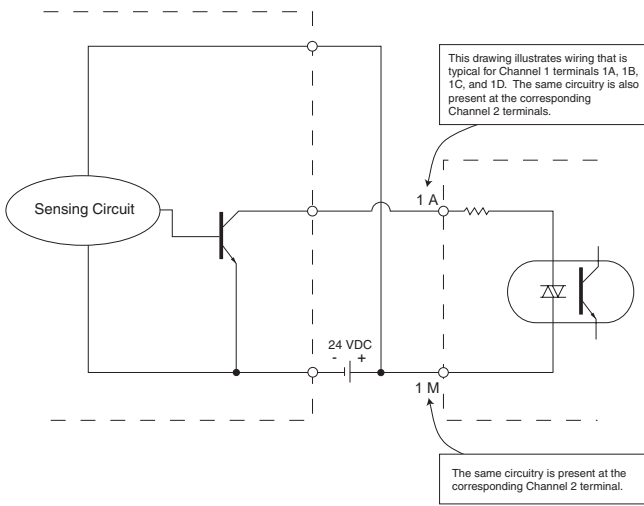 This drawing illustrates wiring that is
typical for Channel 1 terminals 1A, 1B,
1C, and 1D.  The same circuitry is also
present at the corresponding
Channel 2 terminals.
1 A
Sensing Circuit
24 VDC
- +
1 M
The same circuitry is present at the
corresponding Channel 2 terminal.